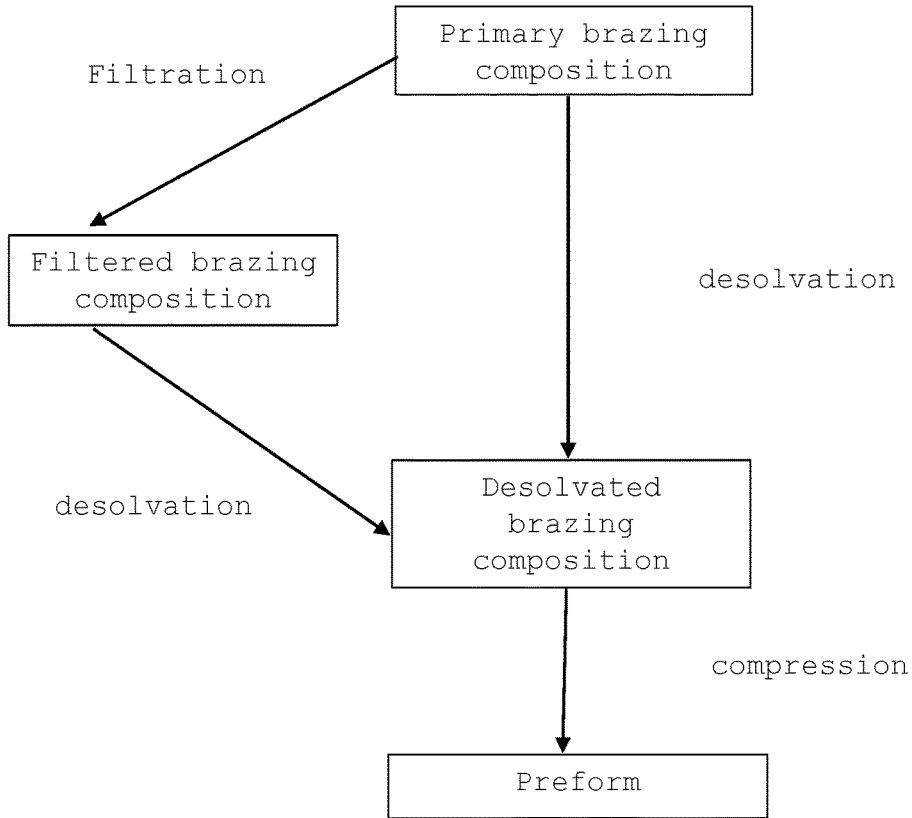 Primary brazing
composition
Filtration
Filtered brazing
composition
desolvation
desolvation
Desolvated
brazing
composition
compression
Preform